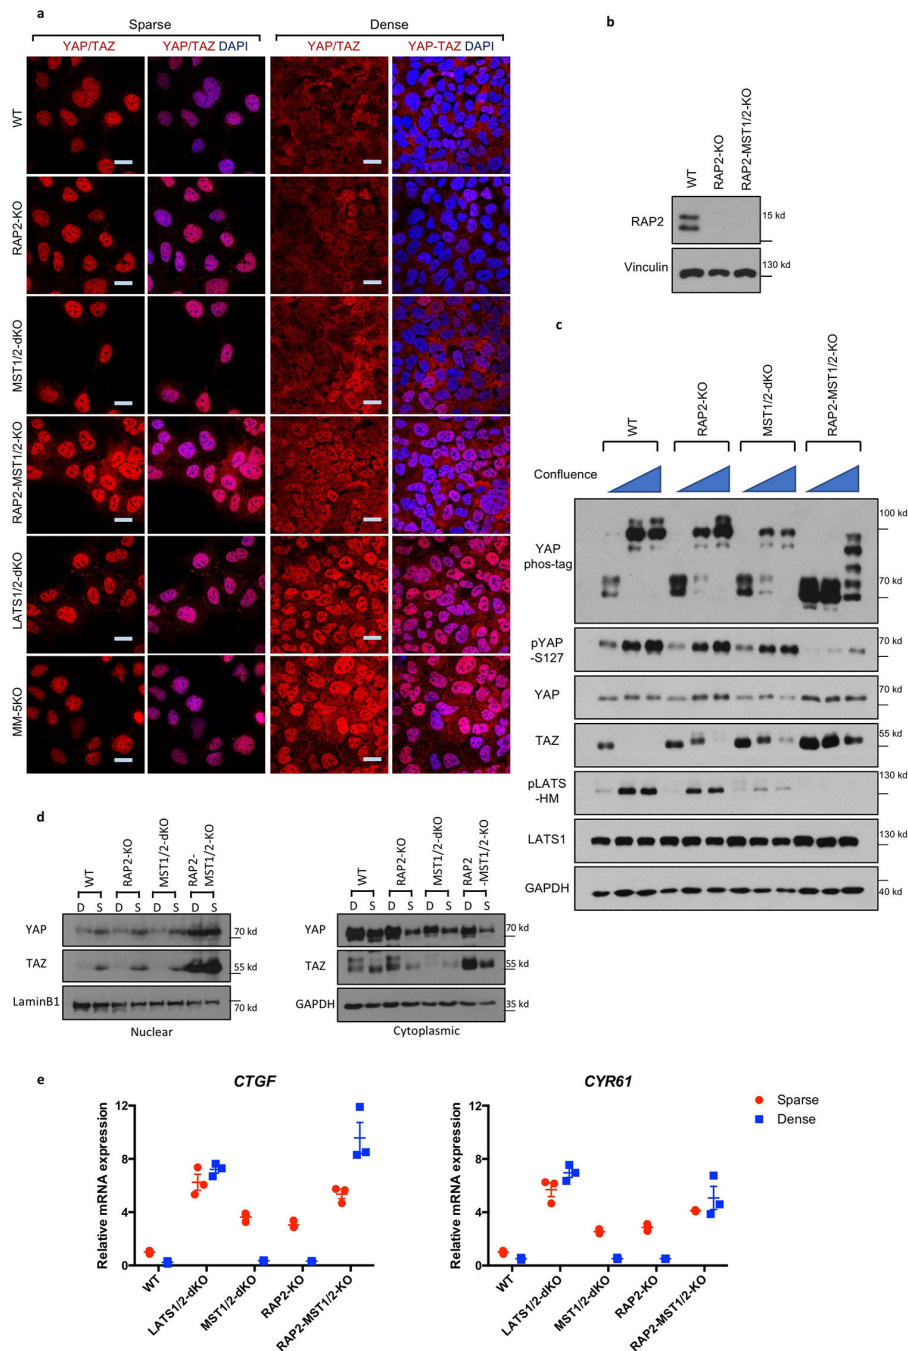 a
Sparse
Dense
YAP/TAZ
YAP/TAZ DAPI
YAP/TAZ
YAP-TAZ DAPI
WT
RAP2-KO
MST1/2-dKO
RAP2-MST1/2-KO
LATS1/2-dKO
MM-5KO
b
WT
RAP2-KO
RAP2-MST1/2-KO
RAP2
15 kd
Vinculin
130 kd
c
WT
RAP2-KO
MST1/2-dKO
RAP2-MST1/2-KO
Confluence
YAP
phos-tag
100 kd
70 kd
pYAP
-S127
70 kd
YAP
70 kd
TAZ
55 kd
pLATS
-HM
130 kd
LATS1
130 kd
GAPDH
40 kd
d
WT
RAP2-KO
MST1/2-dKO
RAP2-
MST1/2-KO
D S D S D S D S
YAP
70 kd
TAZ
55 kd
LaminB1
70 kd
Nuclear
WT
RAP2-KO
MST1/2-dKO
RAP2
-MST1/2-KO
D S D S D S D S
YAP
70 kd
TAZ
55 kd
GAPDH
35 kd
Cytoplasmic
e
CTGF
Relative mRNA expression
12
8
4
0
WT
LATS1/2-dKO
MST1/2-dKO
RAP2-KO
RAP2-MST1/2-KO
CYR61
Relative mRNA expression
12
8
4
0
WT
LATS1/2-dKO
MST1/2-dKO
RAP2-KO
RAP2-MST1/2-KO
Sparse
Dense